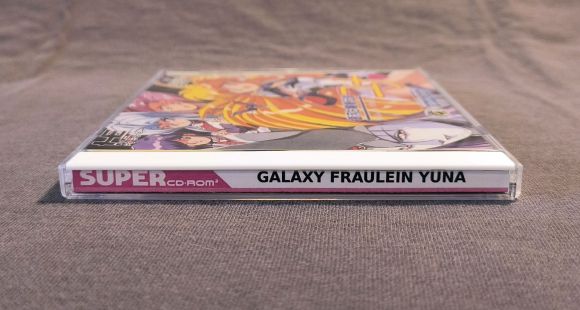 SUPER CD-ROM² GALAXY FRAULEIN YUNA